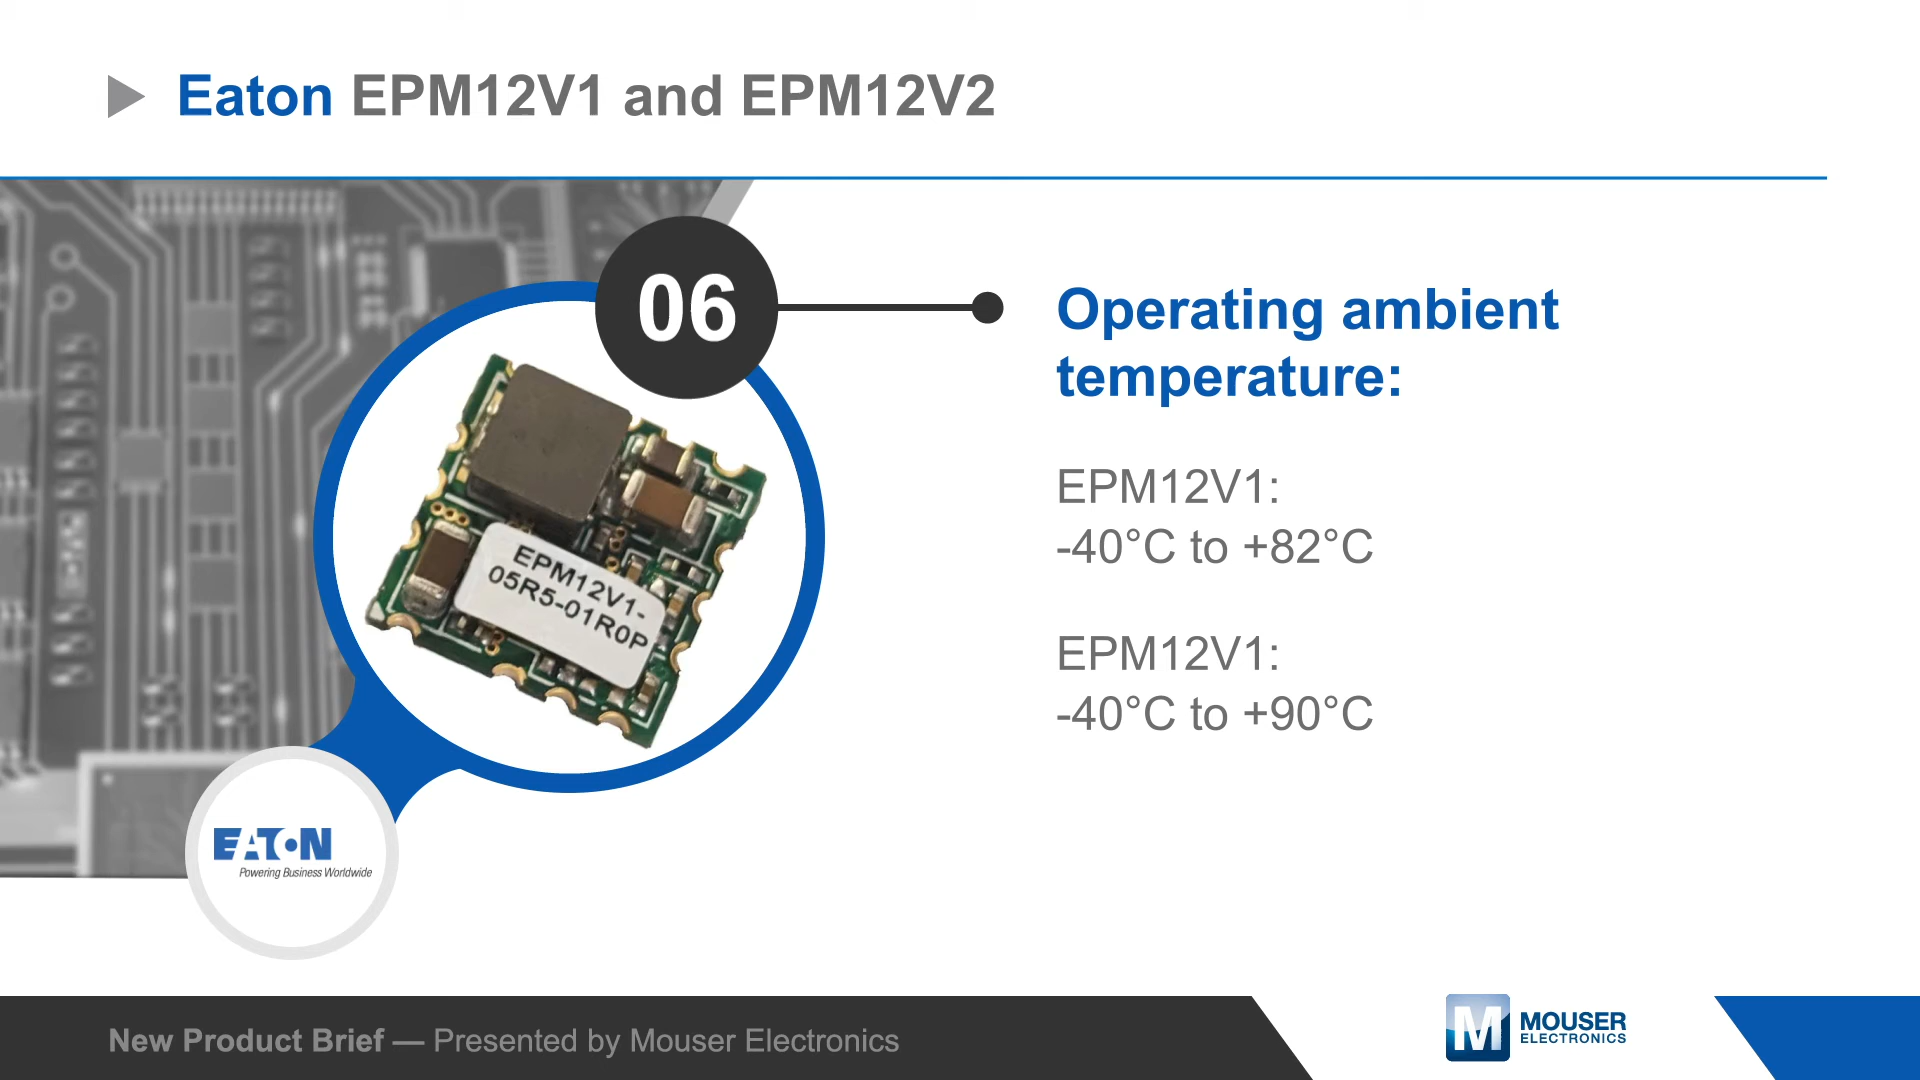 Eaton EPM12V1 and EPM12V2
06
Operating ambient
temperature:
EPM12V1:
-40°C to +82°C
EPM12V1:
-40°C to +90°C
EPM12V1-
05R5-01R0P
EATON
Powering Business Worldwide
New Product Brief — Presented by Mouser Electronics
M
MOUSER
ELECTRONICS